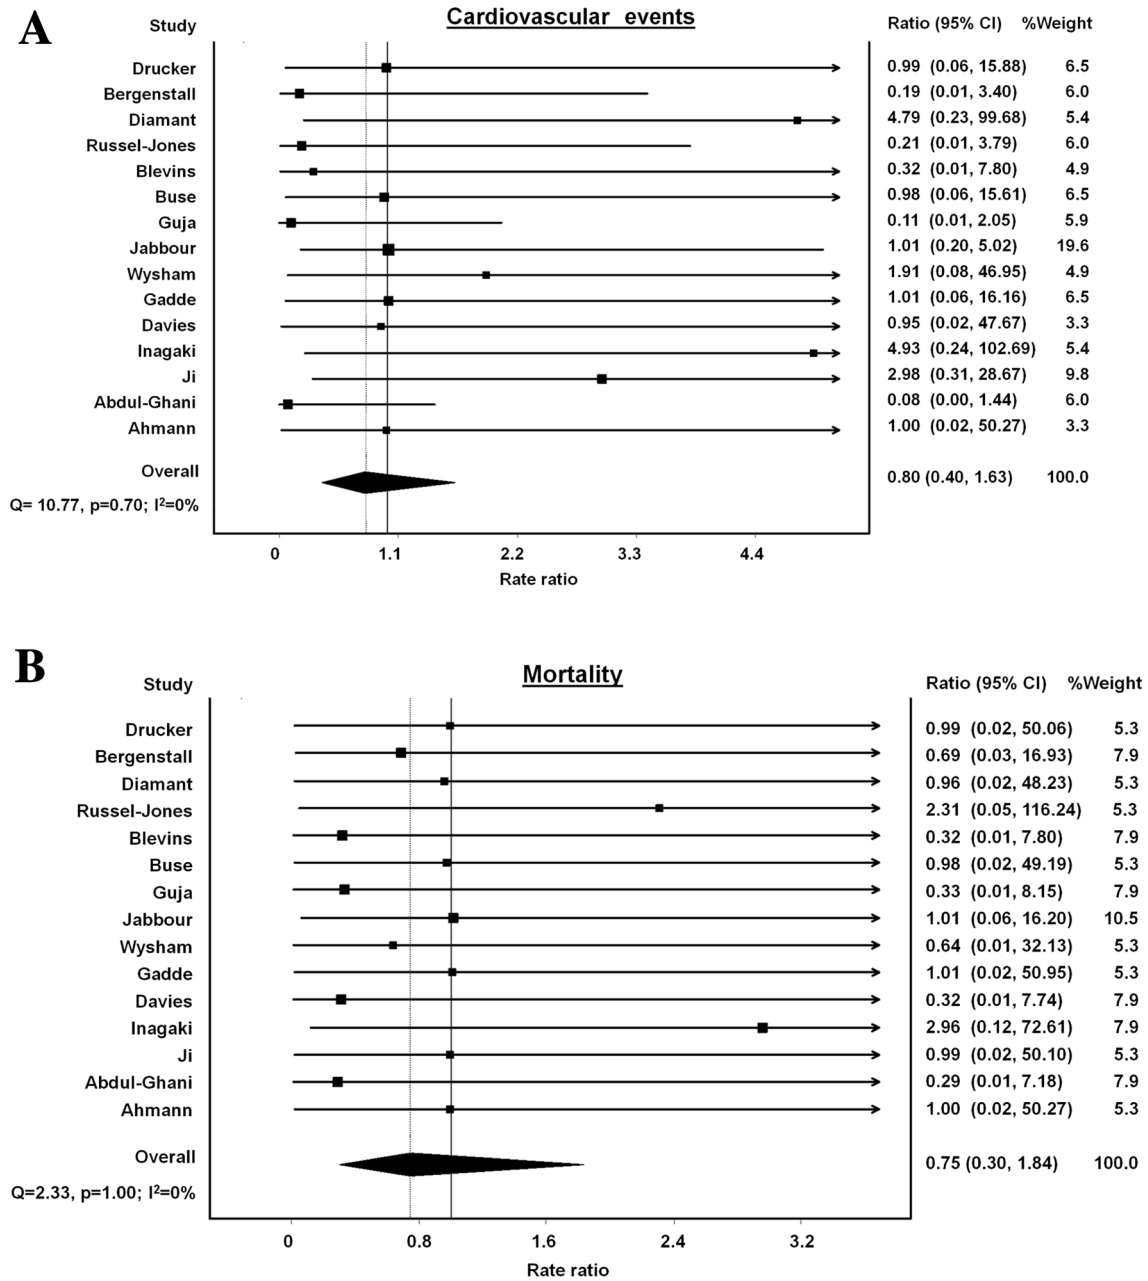 A
Cardiovascular events
Study Ratio (95% CI) %Weight
Drucker 0.99 (0.06, 15.88) 6.5
Bergenstall 0.19 (0.01, 3.40) 6.0
Diamant 4.79 (0.23, 99.68) 5.4
Russel-Jones 0.21 (0.01, 3.79) 6.0
Blevins 0.32 (0.01, 7.80) 4.9
Buse 0.98 (0.06, 15.61) 6.5
Guja 0.11 (0.01, 2.05) 5.9
Jabbour 1.01 (0.20, 5.02) 19.6
Wysham 1.91 (0.08, 46.95) 4.9
Gadde 1.01 (0.06, 16.16) 6.5
Davies 0.95 (0.02, 47.67) 3.3
Inagaki 4.93 (0.24, 102.69) 5.4
Ji 2.98 (0.31, 28.67) 9.8
Abdul-Ghani 0.08 (0.00, 1.44) 6.0
Ahmann 1.00 (0.02, 50.27) 3.3
Overall 0.80 (0.40, 1.63) 100.0
Q= 10.77, p=0.70; I²=0%
0 1.1 2.2 3.3 4.4
Rate ratio
B
Mortality
Study Ratio (95% CI) %Weight
Drucker 0.99 (0.02, 50.06) 5.3
Bergenstall 0.69 (0.03, 16.93) 7.9
Diamant 0.96 (0.02, 48.23) 5.3
Russel-Jones 2.31 (0.05, 116.24) 5.3
Blevins 0.32 (0.01, 7.80) 7.9
Buse 0.98 (0.02, 49.19) 5.3
Guja 0.33 (0.01, 8.15) 7.9
Jabbour 1.01 (0.06, 16.20) 10.5
Wysham 0.64 (0.01, 32.13) 5.3
Gadde 1.01 (0.02, 50.95) 5.3
Davies 0.32 (0.01, 7.74) 7.9
Inagaki 2.96 (0.12, 72.61) 7.9
Ji 0.99 (0.02, 50.10) 5.3
Abdul-Ghani 0.29 (0.01, 7.18) 7.9
Ahmann 1.00 (0.02, 50.27) 5.3
Overall 0.75 (0.30, 1.84) 100.0
Q=2.33, p=1.00; I²=0%
0 0.8 1.6 2.4 3.2
Rate ratio